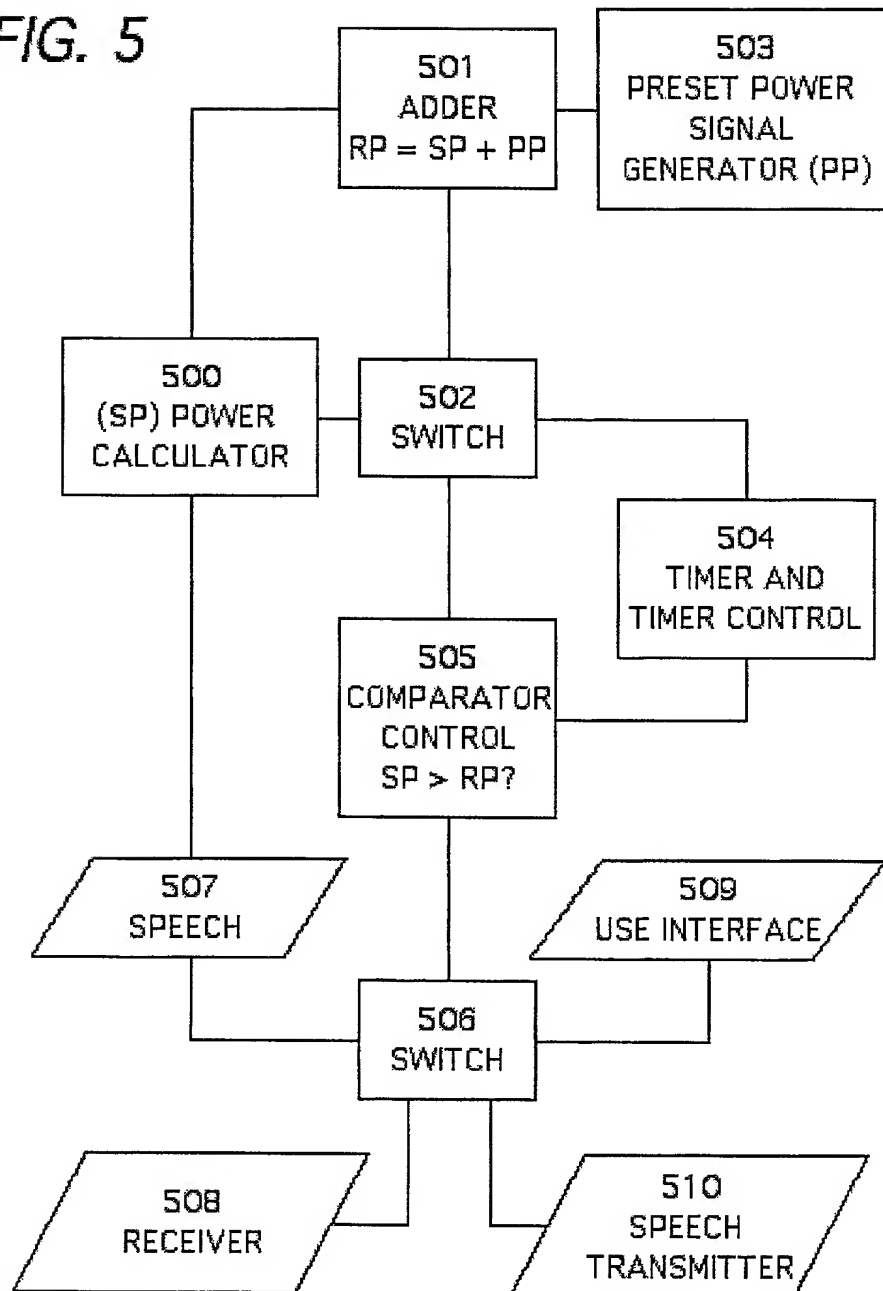 FIG. 5
501
ADDER
RP = SP + PP
503
PRESET POWER
SIGNAL
GENERATOR (PP)
500
(SP) POWER
CALCULATOR
502
SWITCH
504
TIMER AND
TIMER CONTROL
505
COMPARATOR
CONTROL
SP > RP?
507
SPEECH
509
USE INTERFACE
506
SWITCH
508
RECEIVER
510
SPEECH
TRANSMITTER